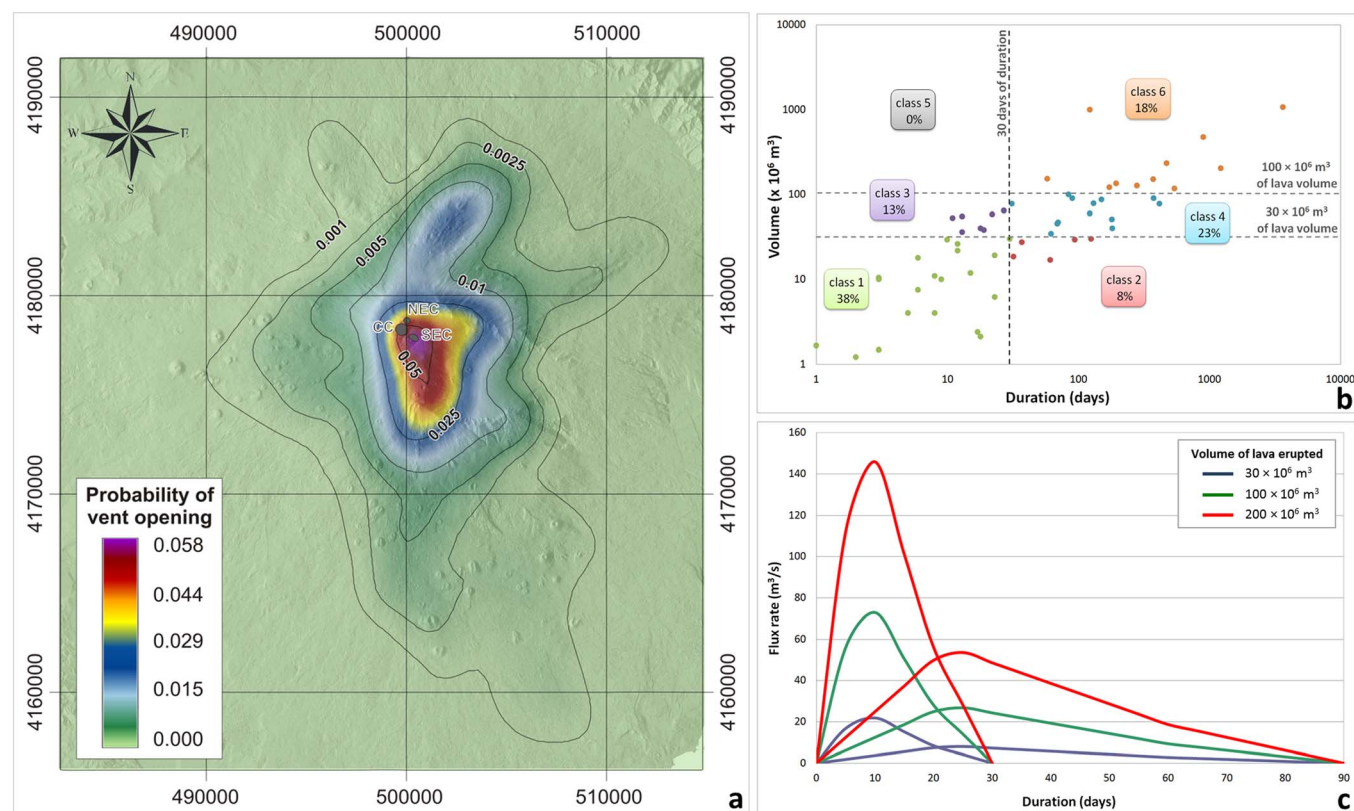 490000 500000 510000
4190000
4190000
N
W E
S
0.0025
0.001
0.005
0.01
4180000
4180000
NEC
CC
SEC
0.05
0.025
4170000
4170000
Probability of
vent opening
0.058
0.044
0.029
0.015
0.000
4160000
4160000
490000 500000 510000
a
10000
1000
100
10
1
Volume (x 10⁶ m³)
30 days of duration
class 5
0%
class 6
18%
class 3
13%
100 × 10⁶ m³
of lava volume
class 4
23%
30 × 10⁶ m³
of lava volume
class 1
38%
class 2
8%
1 10 100 1000 10000
Duration (days)
b
160
140
120
100
80
60
40
20
0
Flux rate (m³/s)
Volume of lava erupted
30 × 10⁶ m³
100 × 10⁶ m³
200 × 10⁶ m³
0 10 20 30 40 50 60 70 80 90
Duration (days)
c